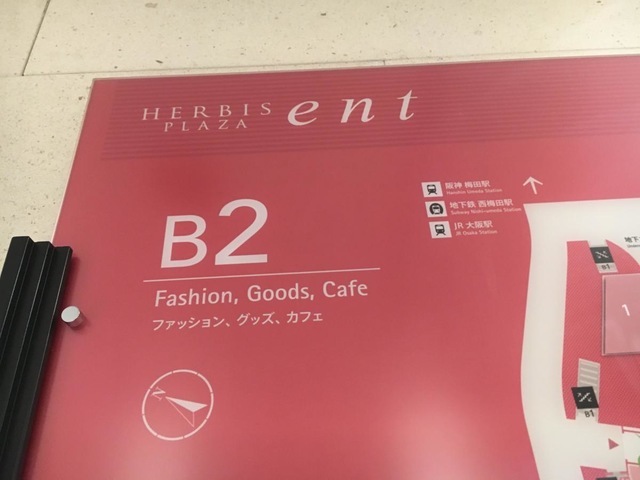 HERBIS
PLAZA
ent
阪神 梅田駅
Hanshin Umeda Station
地下鉄 西梅田駅
Subway Nishi-umeda Station
JR 大阪駅
JR Osaka Station
B2
Fashion, Goods, Cafe
ファッション、グッズ、カフェ
N
地下
B1
1
B1